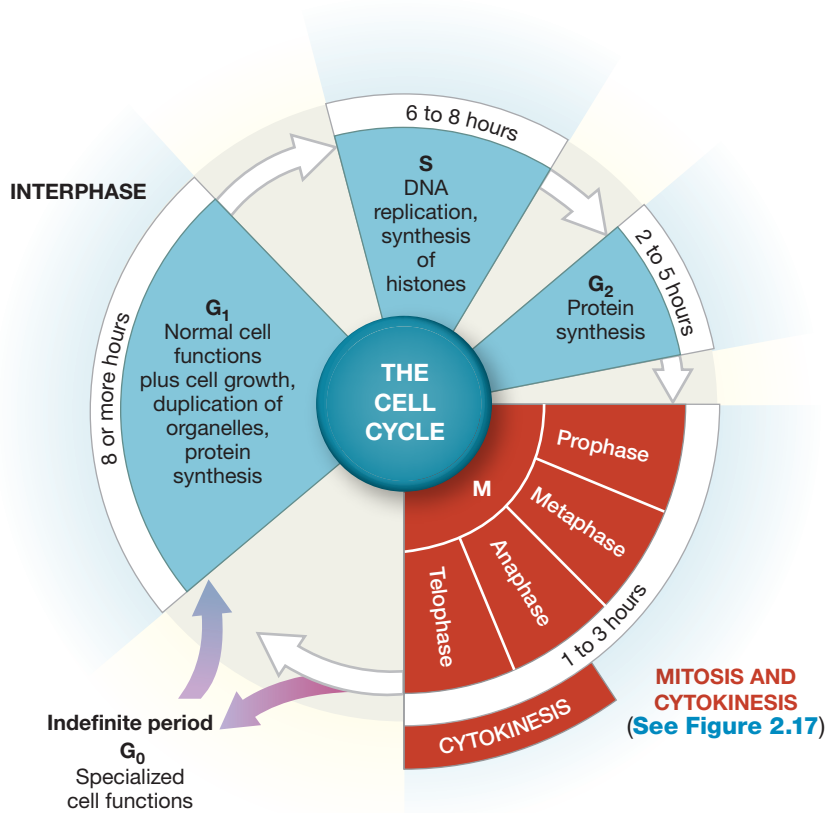 INTERPHASE
8 or more hours
G1
Normal cell
functions
plus cell growth,
duplication of
organelles,
protein
synthesis
6 to 8 hours
S
DNA
replication,
synthesis
of
histones
2 to 5 hours
G2
Protein
synthesis
THE
CELL
CYCLE
M
Prophase
Metaphase
Anaphase
Telophase
1 to 3 hours
CYTOKINESIS
MITOSIS AND
CYTOKINESIS
(See Figure 2.17)
Indefinite period
G0
Specialized
cell functions